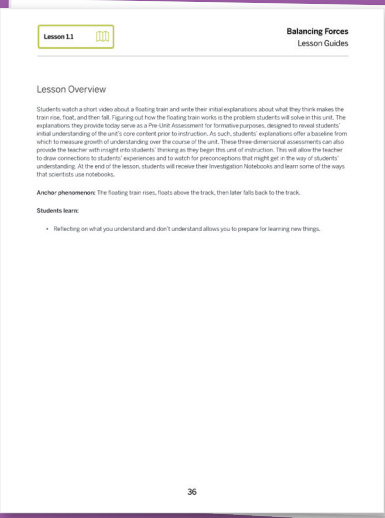 Lesson 1.1
Balancing Forces
Lesson Guides
Lesson Overview
Students watch a short video about a floating train and write their initial explanations about what they think makes the
train rise, float, and then fall. Figuring out how the floating train works is the problem students will solve in this unit. The
explanations they provide today serve as a Pre-Unit Assessment for formative purposes, designed to reveal students'
initial understanding of the unit's core content prior to instruction. As such, students' explanations offer a baseline from
which to measure growth of understanding over the course of the unit. These three-dimensional assessments can also
provide the teacher with insight into students' thinking as they begin this unit of instruction. This will allow the teacher
to draw connections to students' experiences and to watch for preconceptions that might get in the way of students'
understanding. At the end of the lesson, students will receive their Investigation Notebooks and learn some of the ways
that scientists use notebooks.
Anchor phenomenon: The floating train rises, floats above the track, then later falls back to the track.
Students learn:
• Reflecting on what you understand and don't understand allows you to prepare for learning new things.
36